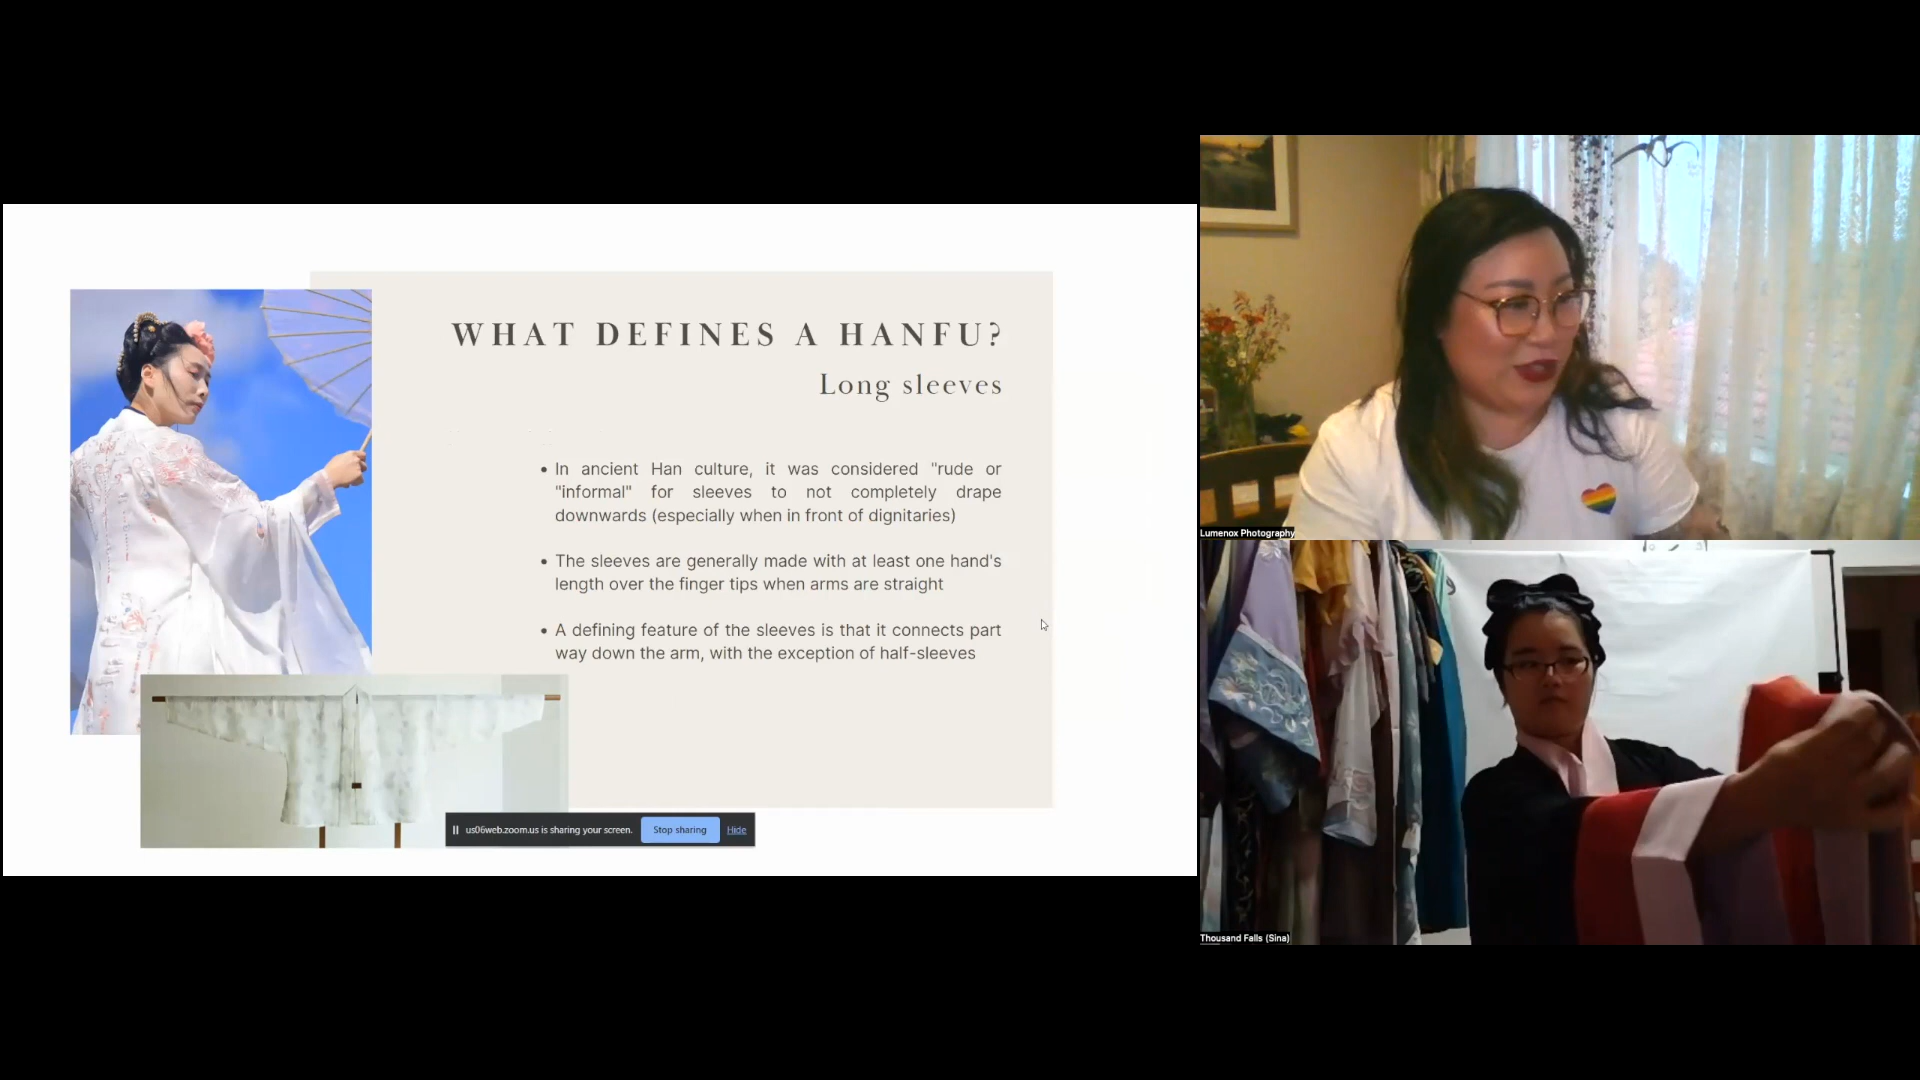 WHAT DEFINES A HANFU?
Long sleeves
• In ancient Han culture, it was considered "rude or
"informal" for sleeves to not completely drape
downwards (especially when in front of dignitaries)
• The sleeves are generally made with at least one hand's
length over the finger tips when arms are straight
• A defining feature of the sleeves is that it connects part
way down the arm, with the exception of half-sleeves
us06web.zoom.us is sharing your screen. Stop sharing Hide
Lumenox Photography
Thousand Falls (Sina)